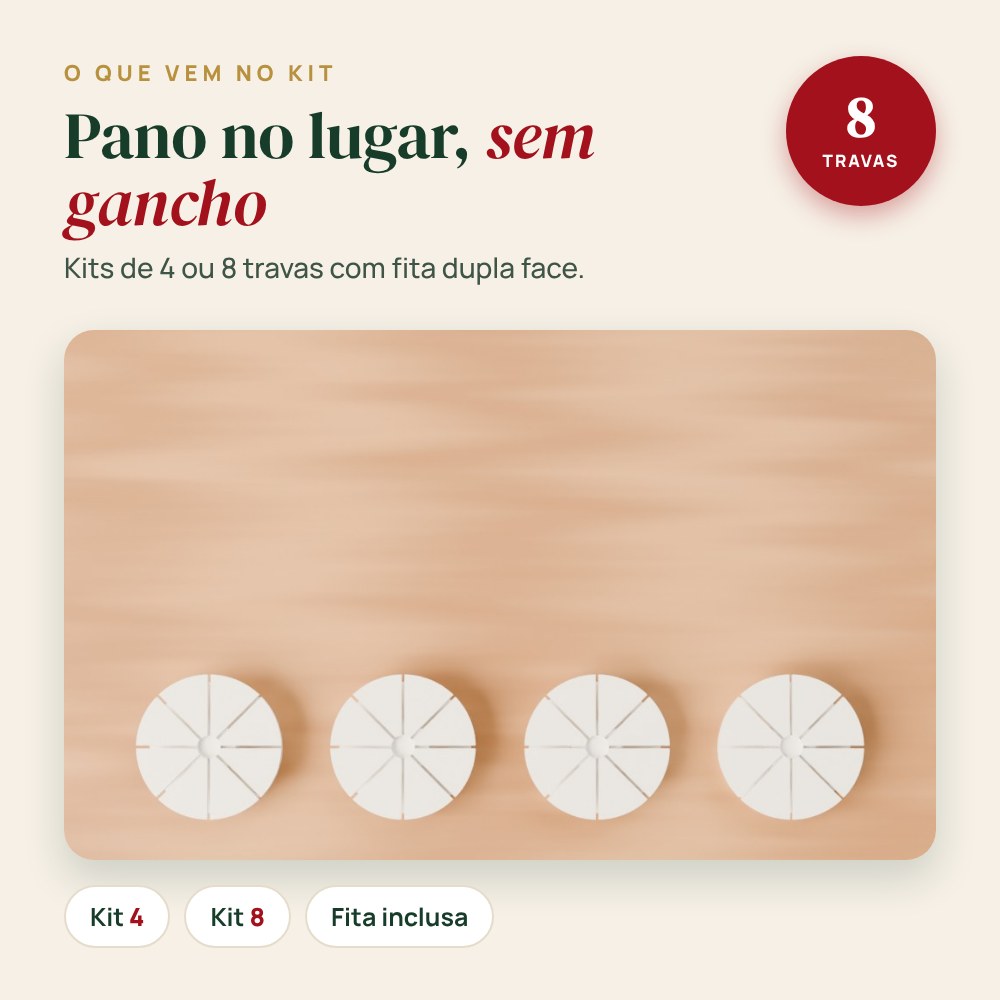 O QUE VEM NO KIT
Pano no lugar, sem
gancho
Kits de 4 ou 8 travas com fita dupla face.
8
TRAVAS
Kit 4
Kit 8
Fita inclusa